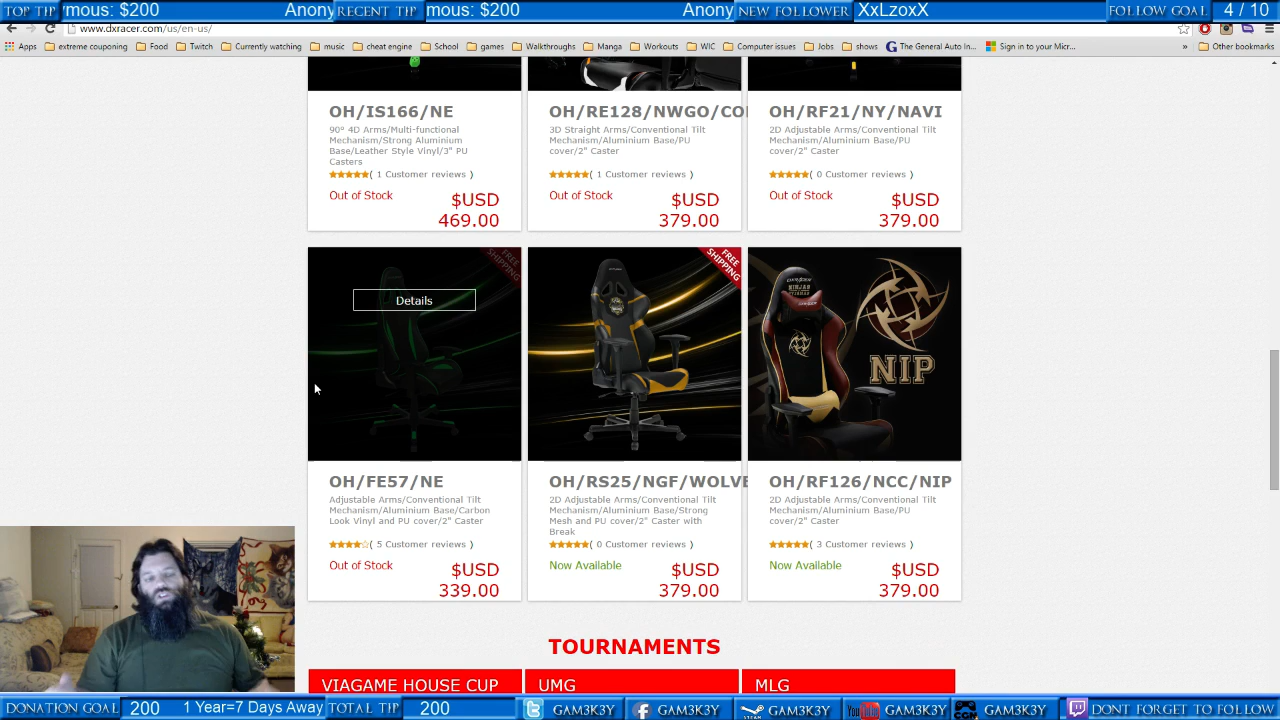 TOP TIP mous: $200 Anony RECENT TIP mous: $200 Anony NEW FOLLOWER XxLzoxX FOLLOW GOAL 4 / 10
www.dxracer.com/us/en-us/
Apps extreme couponing Food Twitch Currently watching music cheat engine School games Walkthroughs Manga Workouts WIC Computer issues Jobs shows The General Auto In... Sign in to your Micr... » Other bookmarks
OH/IS166/NE
90° 4D Arms/Multi-functional
Mechanism/Strong Aluminium
Base/Leather Style Vinyl/3" PU
Casters
( 1 Customer reviews )
Out of Stock
$USD
469.00
OH/RE128/NWGO/CO
3D Straight Arms/Conventional Tilt
Mechanism/Aluminium Base/PU
cover/2" Caster
( 1 Customer reviews )
Out of Stock
$USD
379.00
OH/RF21/NY/NAVI
2D Adjustable Arms/Conventional Tilt
Mechanism/Aluminium Base/PU
cover/2" Caster
( 0 Customer reviews )
Out of Stock
$USD
379.00
FREE
SHIPPING
Details
OH/FE57/NE
Adjustable Arms/Conventional Tilt
Mechanism/Aluminium Base/Carbon
Look Vinyl and PU cover/2" Caster
( 5 Customer reviews )
Out of Stock
$USD
339.00
FREE
SHIPPING
OH/RS25/NGF/WOLVE
2D Adjustable Arms/Conventional Tilt
Mechanism/Aluminium Base/Strong
Mesh and PU cover/2" Caster with
Break
( 0 Customer reviews )
Now Available
$USD
379.00
NIP
OH/RF126/NCC/NIP
2D Adjustable Arms/Conventional Tilt
Mechanism/Aluminium Base/PU
cover/2" Caster
( 3 Customer reviews )
Now Available
$USD
379.00
TOURNAMENTS
VIAGAME HOUSE CUP
UMG
MLG
DONATION GOAL 200 1 Year=7 Days Away TOTAL TIP 200 GAM3K3Y GAM3K3Y GAM3K3Y GAM3K3Y GAM3K3Y DONT FORGET TO FOLLOW